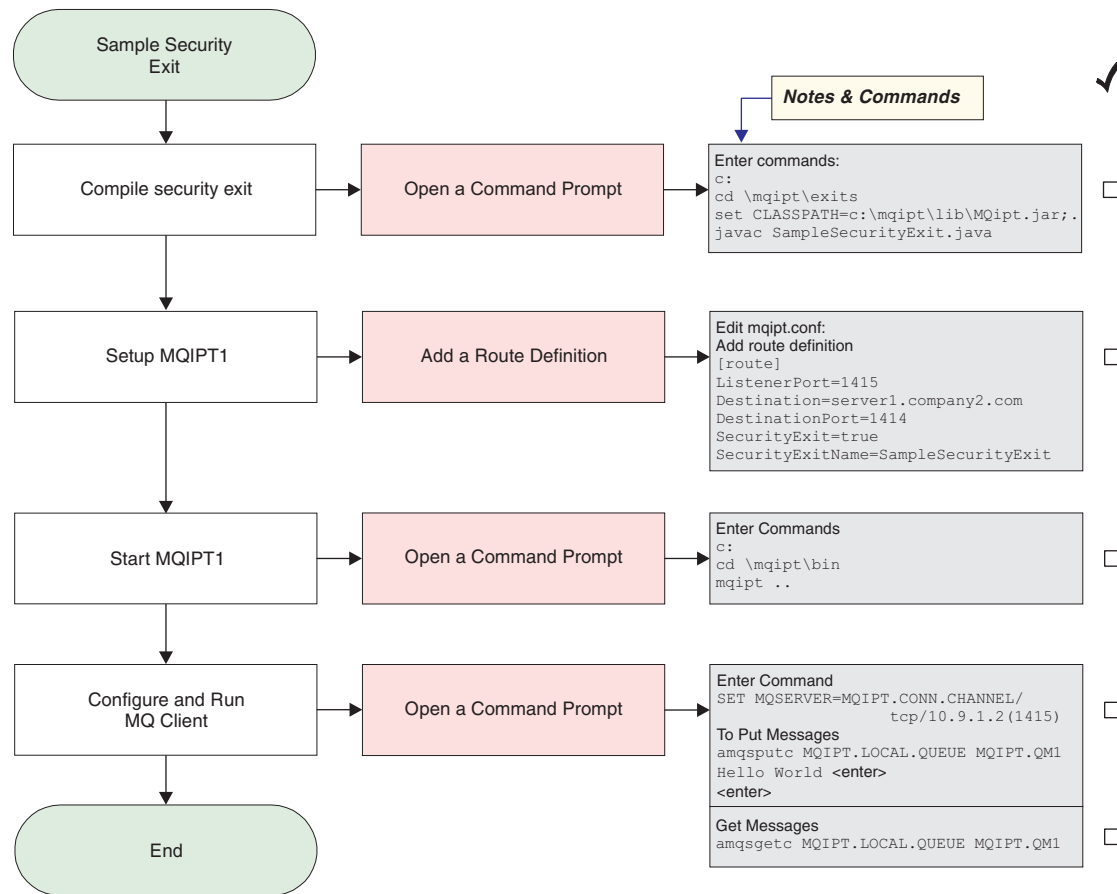 Sample Security
Exit
Notes & Commands
Compile security exit
Open a Command Prompt
Enter commands:
c:
cd \mqipt\exits
set CLASSPATH=c:\mqipt\lib\MQipt.jar;.
javac SampleSecurityExit.java
Setup MQIPT1
Add a Route Definition
Edit mqipt.conf:
Add route definition
[route]
ListenerPort=1415
Destination=server1.company2.com
DestinationPort=1414
SecurityExit=true
SecurityExitName=SampleSecurityExit
Start MQIPT1
Open a Command Prompt
Enter Commands
c:
cd \mqipt\bin
mqipt ..
Configure and Run
MQ Client
Open a Command Prompt
Enter Command
SET MQSERVER=MQIPT.CONN.CHANNEL/
tcp/10.9.1.2(1415)
To Put Messages
amqsputc MQIPT.LOCAL.QUEUE MQIPT.QM1
Hello World <enter>
<enter>
Get Messages
amqsgetc MQIPT.LOCAL.QUEUE MQIPT.QM1
End